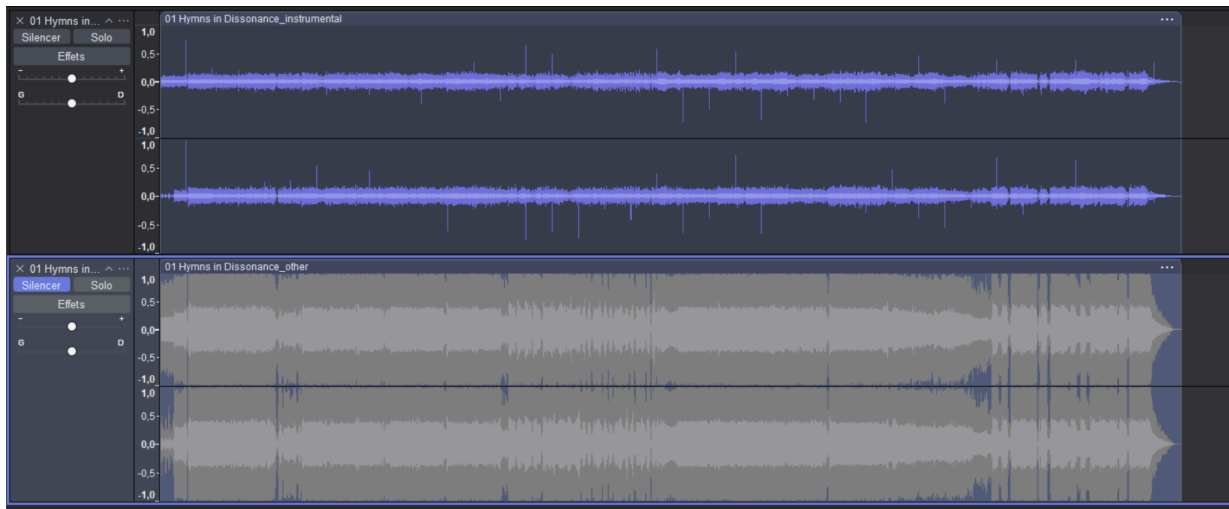 01 Hymns in... 01 Hymns in Dissonance_instrumental
Silencer Solo
Effets
- +
G D
1,0
0,5
0,0
-0,5
-1,0
1,0
0,5
0,0
-0,5
-1,0
01 Hymns in... 01 Hymns in Dissonance_other
Silencer Solo
Effets
- +
G D
1,0
0,5
0,0
-0,5
-1,0
1,0
0,5
0,0
-0,5
-1,0